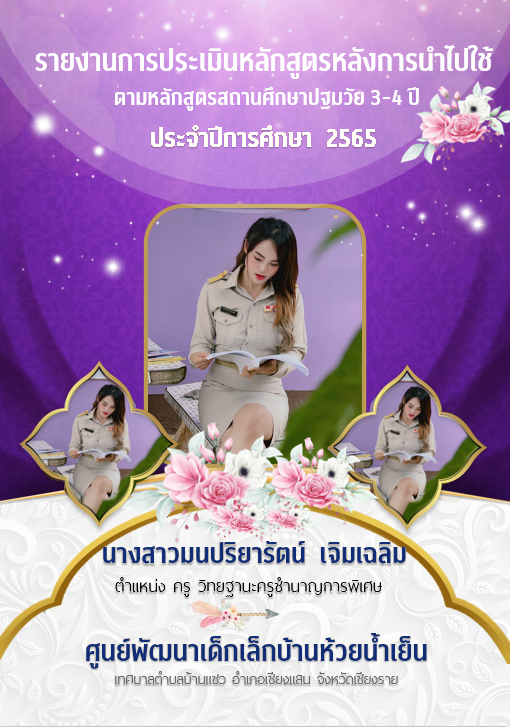 รายงานการประเมินหลักสูตรหลังการนำไปใช้
ตามหลักสูตรสถานศึกษาปฐมวัย 3-4 ปี
ประจำปีการศึกษา 2565
นางสาวมนปริยารัตน์ เจิมเฉลิม
ตำแหน่ง ครู วิทยฐานะครูชำนาญการพิเศษ
ศูนย์พัฒนาเด็กเล็กบ้านห้วยน้ำเย็น
เทศบาลตำบลบ้านแซว อำเภอเชียงแสน จังหวัดเชียงราย